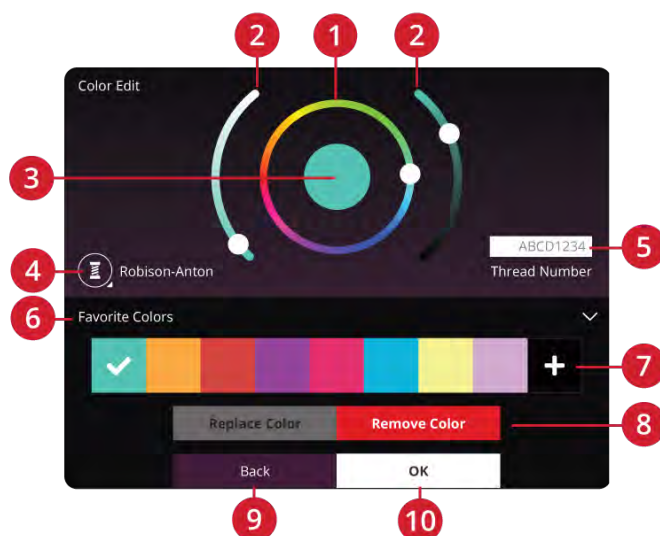 2 1 2
Color Edit
3
ABCD1234 5
4 Robison-Anton Thread Number
6 Favorite Colors
7
Replace Color Remove Color 8
Back OK
9 10